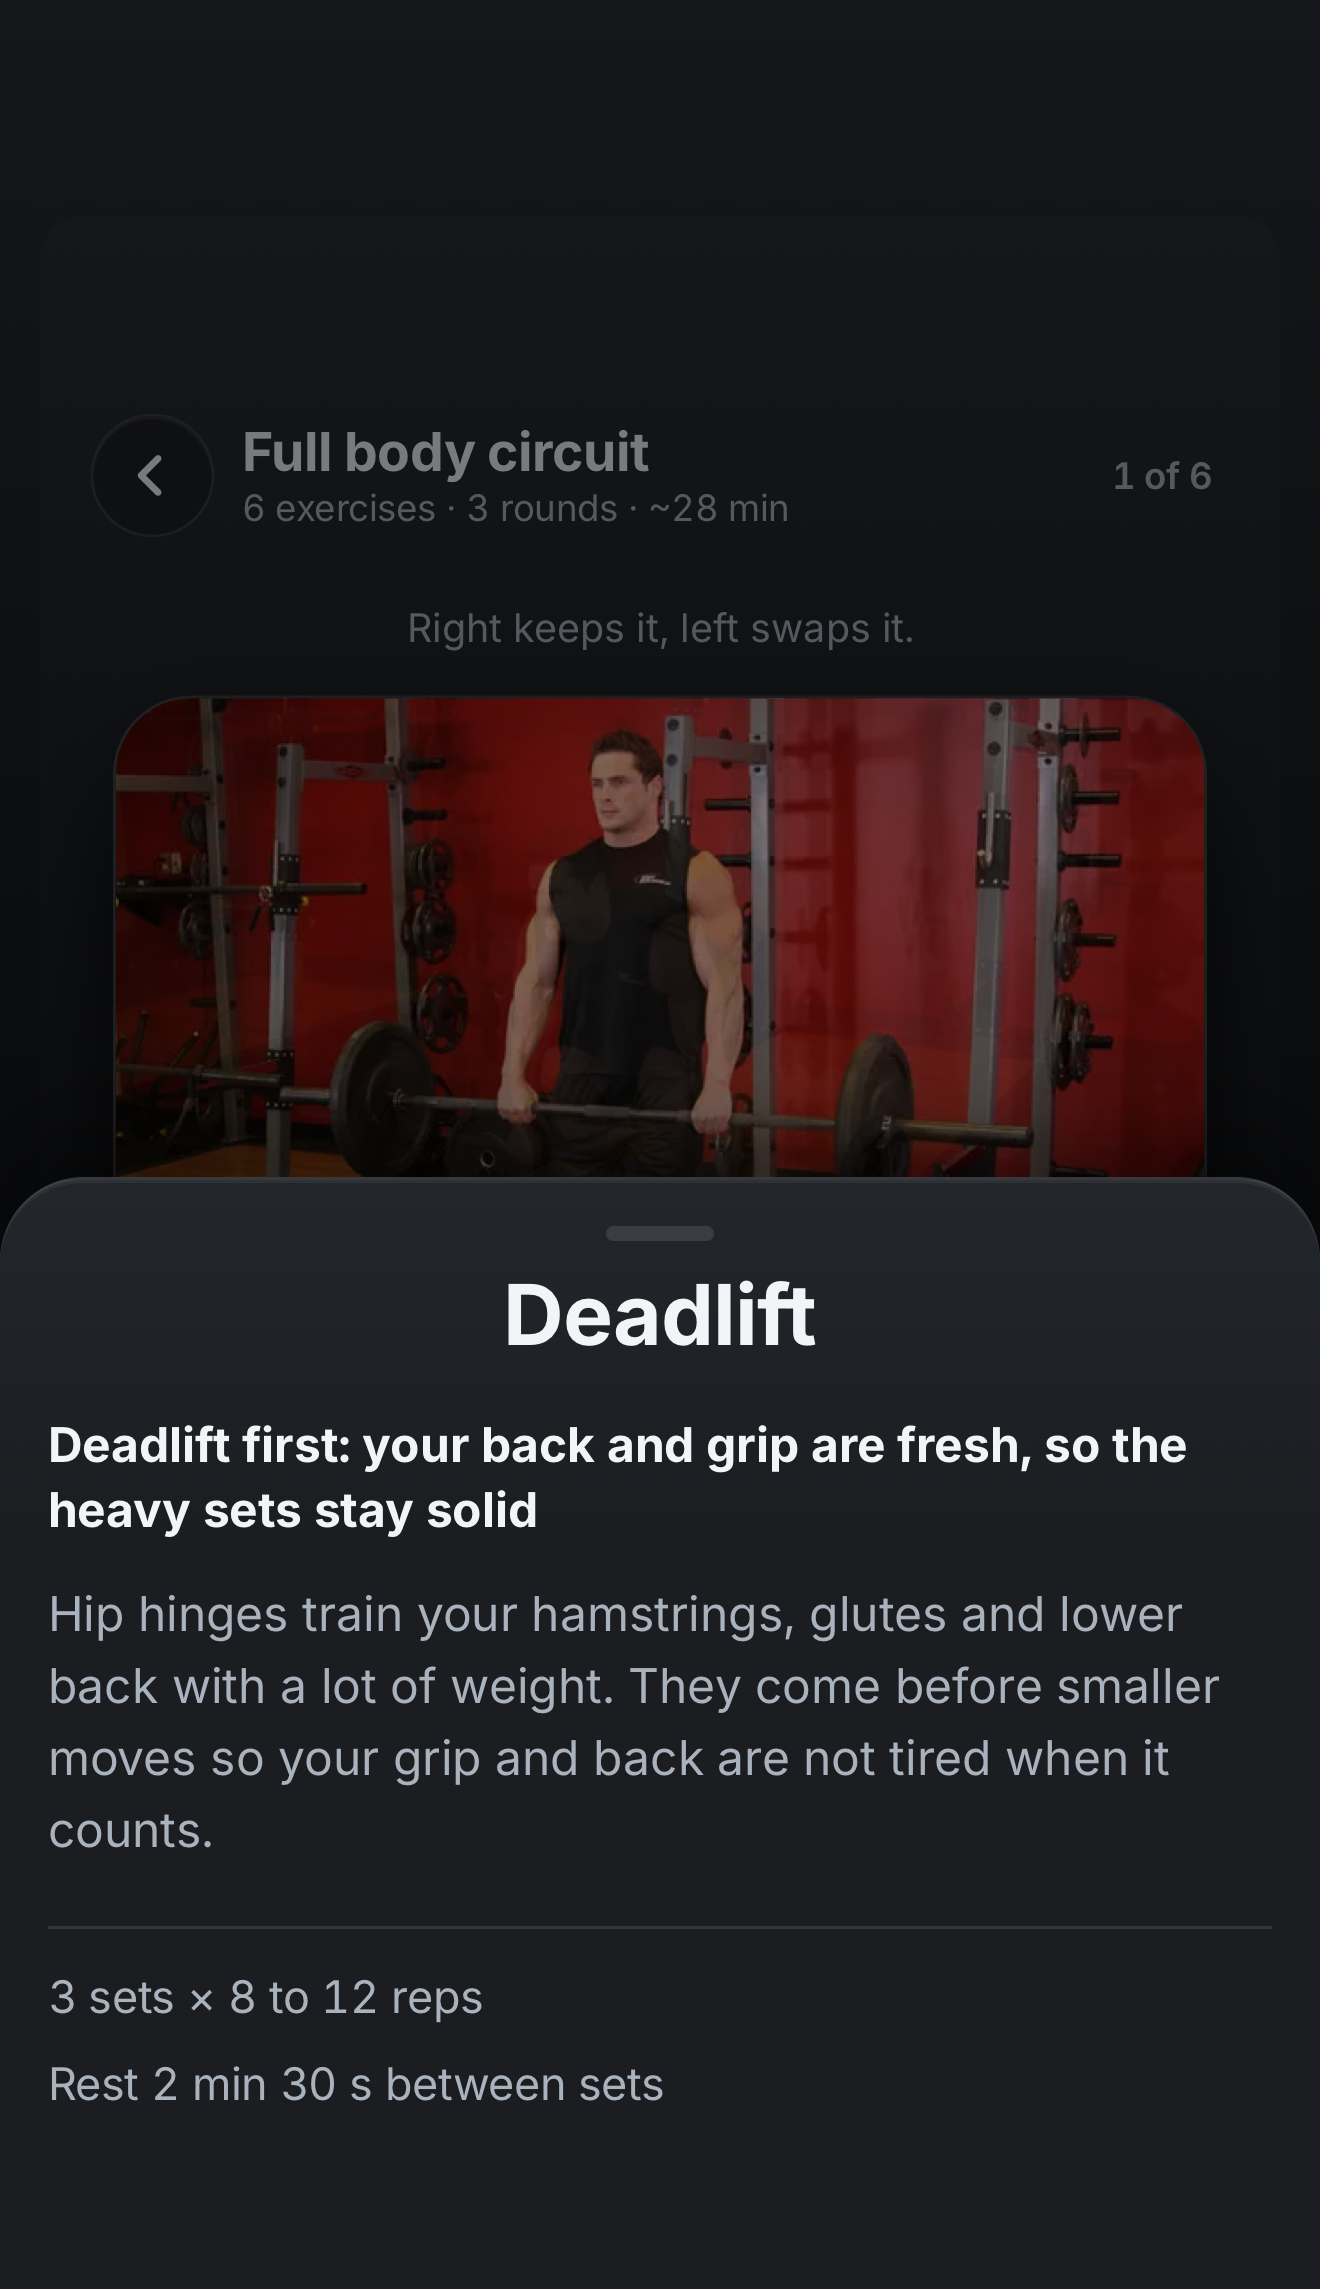 Full body circuit
6 exercises · 3 rounds · ~28 min
1 of 6
Right keeps it, left swaps it.
Deadlift
Deadlift first: your back and grip are fresh, so the
heavy sets stay solid
Hip hinges train your hamstrings, glutes and lower
back with a lot of weight. They come before smaller
moves so your grip and back are not tired when it
counts.
3 sets × 8 to 12 reps
Rest 2 min 30 s between sets